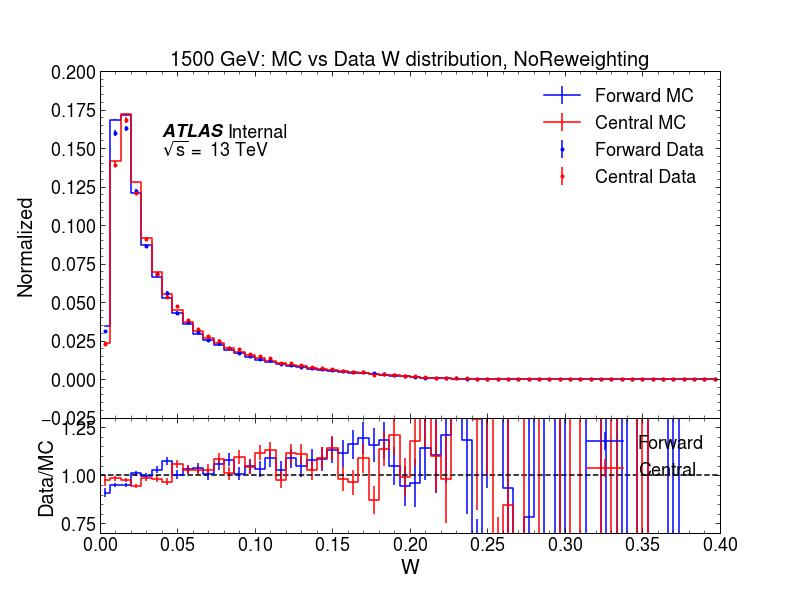 1500 GeV: MC vs Data W distribution, NoReweighting
0.200
0.175
0.150
0.125
0.100
0.075
0.050
0.025
0.000
−0.025
Normalized
ATLAS Internal
√s = 13 TeV
Forward MC
Central MC
Forward Data
Central Data
1.25
1.00
0.75
Data/MC
Forward
Central
0.00 0.05 0.10 0.15 0.20 0.25 0.30 0.35 0.40
W